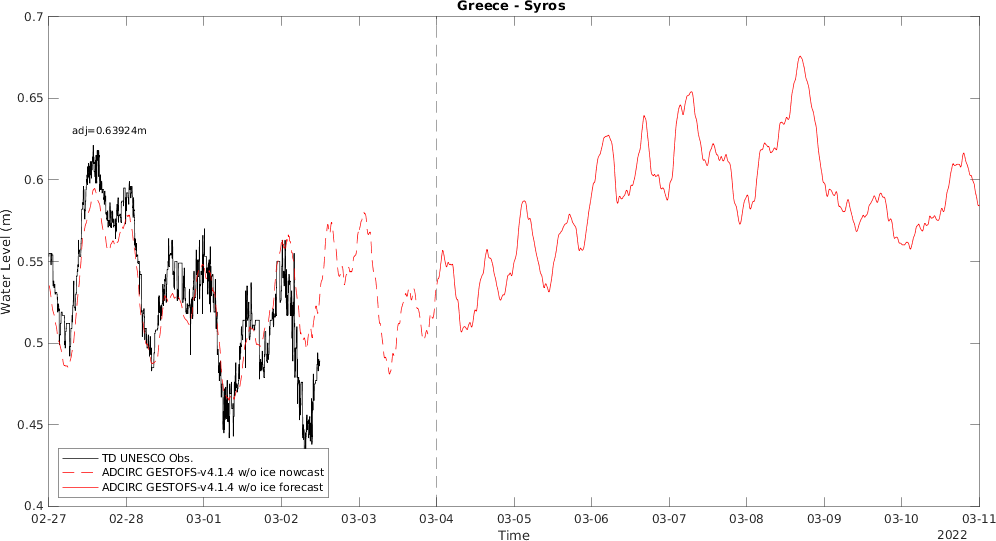 Greece - Syros
0.7
0.65
0.6
0.55
0.5
0.45
0.4
Water Level (m)
adj=0.63924m
TD UNESCO Obs.
ADCIRC GESTOFS-v4.1.4 w/o ice nowcast
ADCIRC GESTOFS-v4.1.4 w/o ice forecast
02-27 02-28 03-01 03-02 03-03 03-04 03-05 03-06 03-07 03-08 03-09 03-10 03-11
Time
2022